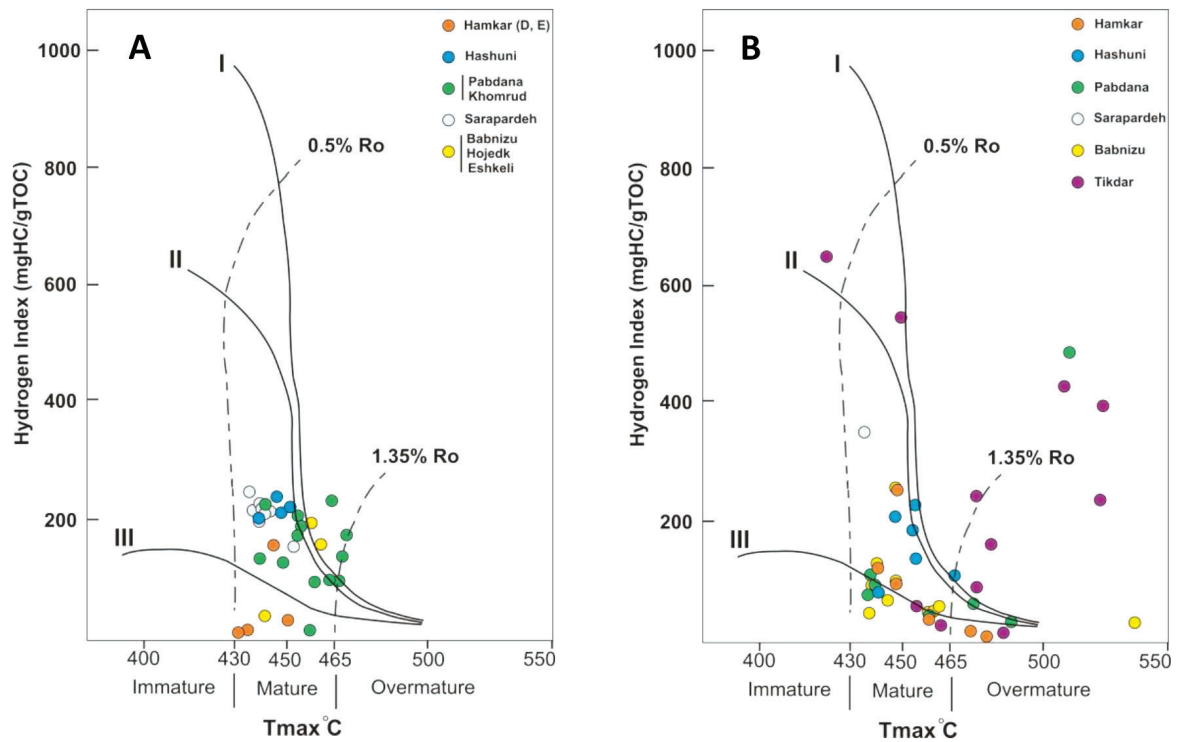 A
Hydrogen Index (mgHC/gTOC)
1000
800
600
400
200
I
II
III
0.5% Ro
1.35% Ro
Hamkar (D, E)
Hashuni
Pabdana
Khomrud
Sarapardeh
Babnizu
Hojedk
Eshkeli
400 430 450 465 500 550
Immature | Mature | Overmature
Tmax °C
B
Hydrogen Index (mgHC/gTOC)
1000
800
600
400
200
I
II
III
0.5% Ro
1.35% Ro
Hamkar
Hashuni
Pabdana
Sarapardeh
Babnizu
Tikdar
400 430 450 465 500 550
Immature | Mature | Overmature
Tmax °C